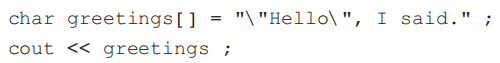 char greetings[] = "\"Hello\", I said." ;
cout << greetings ;